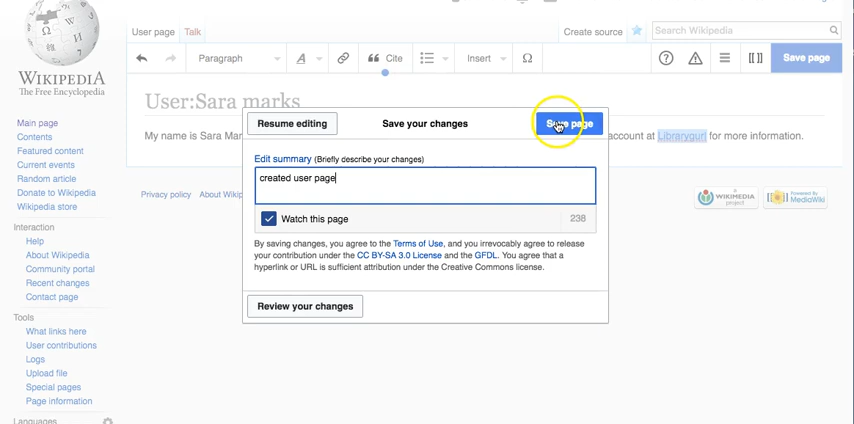 User page Talk Create source Search Wikipedia
Paragraph A Cite Insert Ω Save page
WIKIPEDIA
The Free Encyclopedia
User:Sara marks
My name is Sara Mar account at Librarygurl for more information.
Resume editing Save your changes Save page
Edit summary (Briefly describe your changes)
created user page
Watch this page 238
By saving changes, you agree to the Terms of Use, and you irrevocably agree to release
your contribution under the CC BY-SA 3.0 License and the GFDL. You agree that a
hyperlink or URL is sufficient attribution under the Creative Commons license.
Review your changes
Privacy policy About Wikip
WIKIMEDIA
project
Powered By
MediaWiki
Main page
Contents
Featured content
Current events
Random article
Donate to Wikipedia
Wikipedia store
Interaction
Help
About Wikipedia
Community portal
Recent changes
Contact page
Tools
What links here
User contributions
Logs
Upload file
Special pages
Page information
Languages